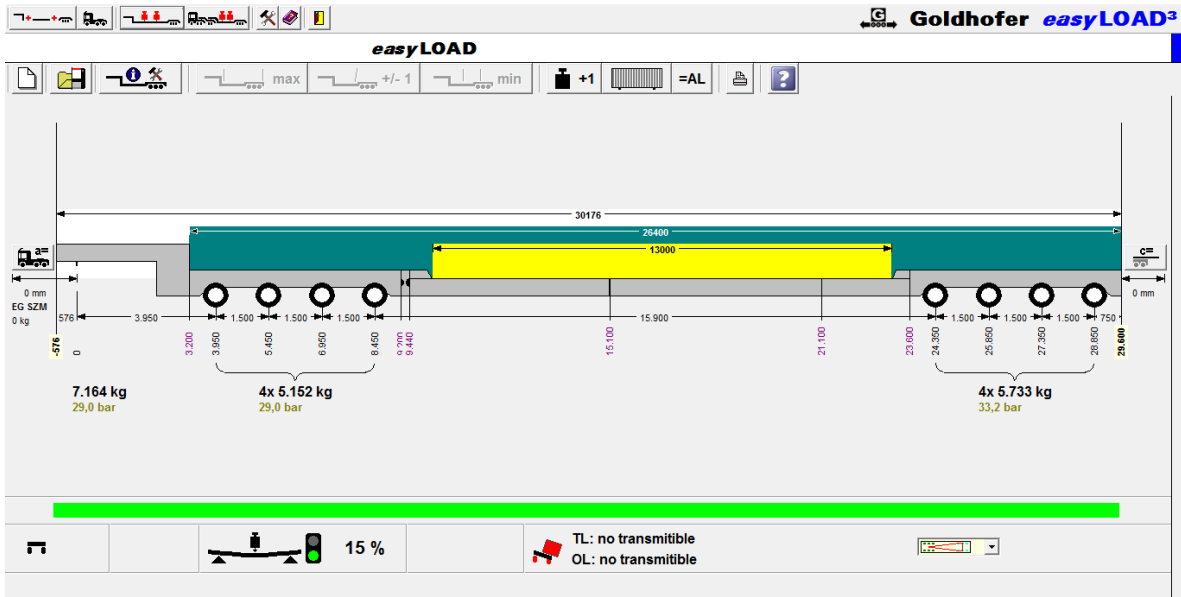 G Goldhofer easyLOAD³
easyLOAD
max +/- 1 min +1 =AL ?
30176
26400
13000
a= c=
0 mm 0 mm
EG SZM
0 kg 576 3.950 1.500 1.500 1.500 15.900 1.500 1.500 1.500 750
-576 0 3.200 3.950 5.450 6.950 8.450 9.200 9.440 15.100 21.100 23.600 24.350 25.850 27.350 28.850 29.600
7.164 kg 4x 5.152 kg 4x 5.733 kg
29,0 bar 29,0 bar 33,2 bar
15 %
TL: no transmitible
OL: no transmitible